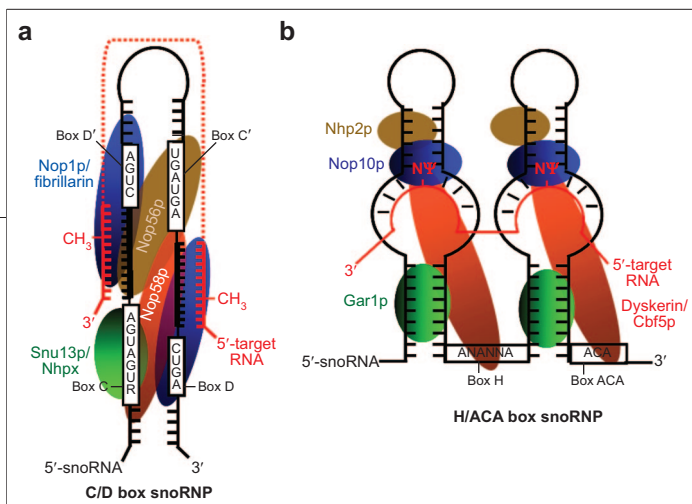 a
Box D′
Box C′
Nop1p/
fibrillarin
AGUC
UGAUGA
Nop56p
CH3
Nop58p
CH3
3′
5′-target
RNA
Snu13p/
Nhpx
AGUAGUR
CUGA
Box C
Box D
5′-snoRNA
3′
C/D box snoRNP
b
Nhp2p
Nop10p
NΨ
NΨ
3′
5′-target
RNA
Gar1p
Dyskerin/
Cbf5p
5′-snoRNA
ANANNA
ACA
3′
Box H
Box ACA
H/ACA box snoRNP